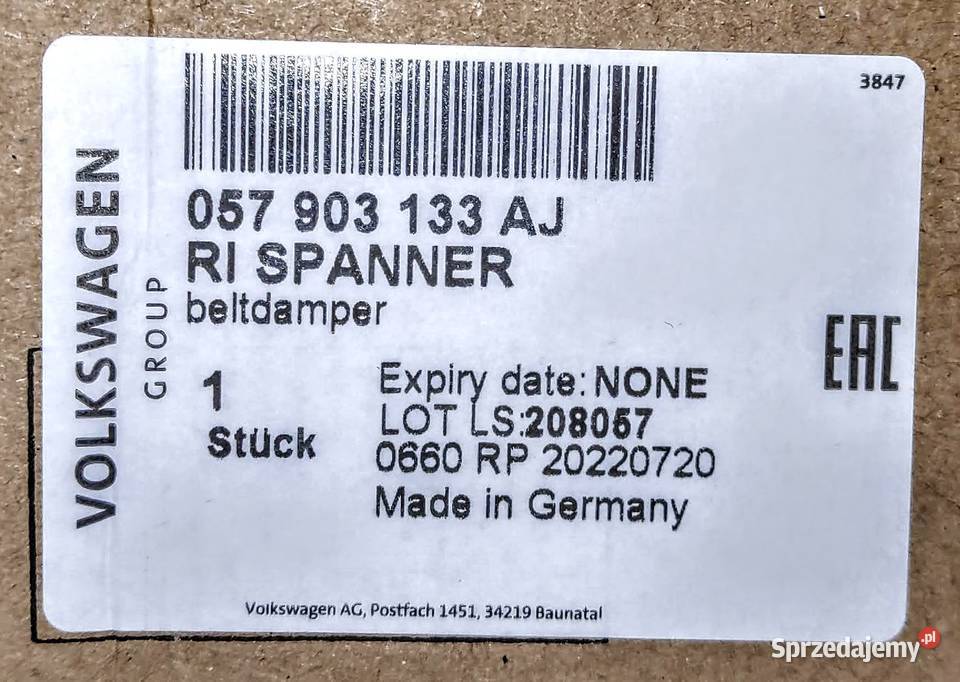 3847
VOLKSWAGEN
GROUP
057 903 133 AJ
RI SPANNER
beltdamper
1
Stück
Expiry date: NONE
LOT LS:208057
0660 RP 20220720
Made in Germany
EAC
Volkswagen AG, Postfach 1451, 34219 Baunatal
Sprzedajemy.pl